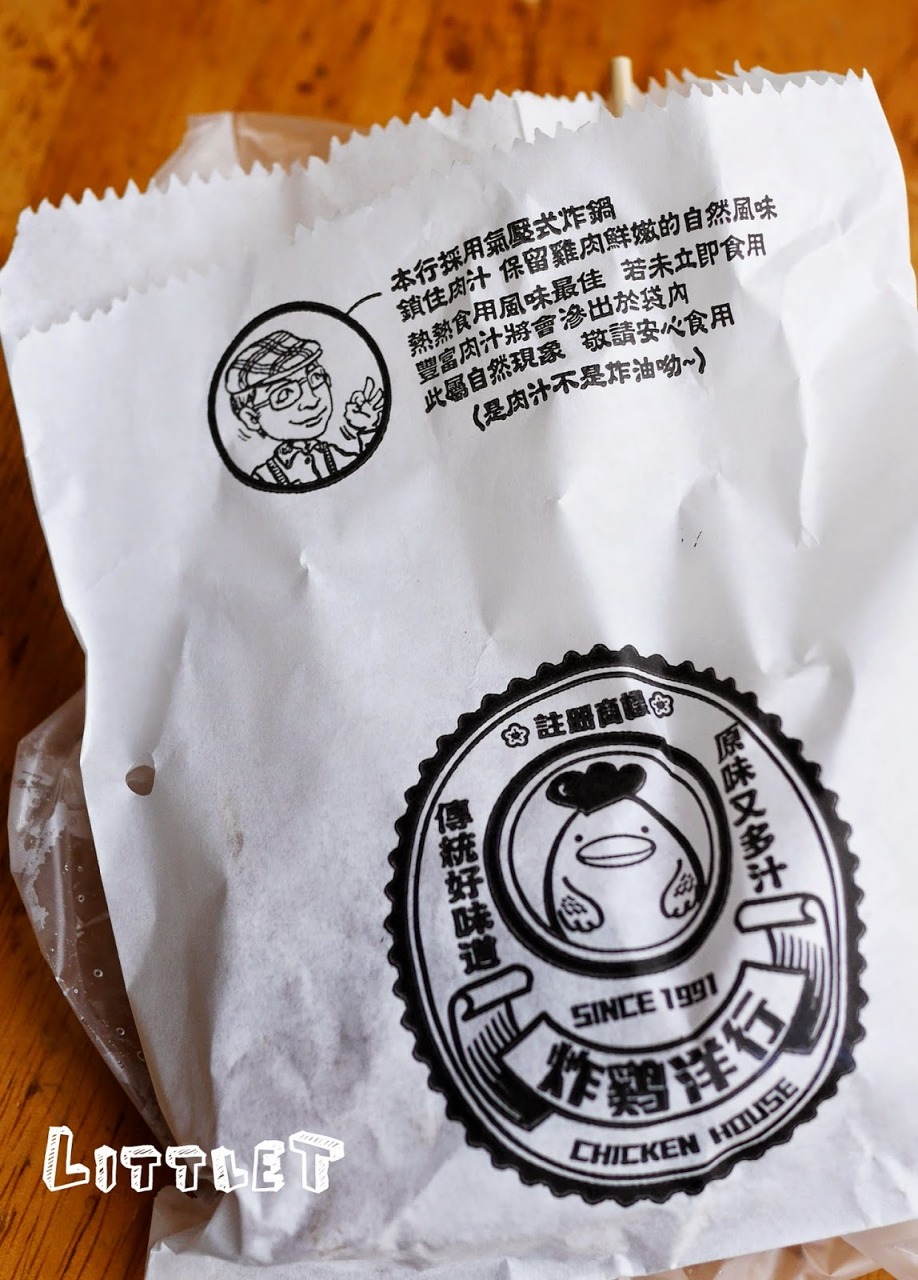 本行採用氣壓式炸鍋
鎖住肉汁 保留雞肉鮮嫩的自然風味
熱熱食用風味最佳 若未立即食用
豐富肉汁將會滲出於袋內
此屬自然現象 敬請安心食用
(是肉汁不是炸油呦~)
註冊商標
傳統好味道
原味又多汁
SINCE 1991
炸鷄洋行
CHICKEN HOUSE
LITTLET